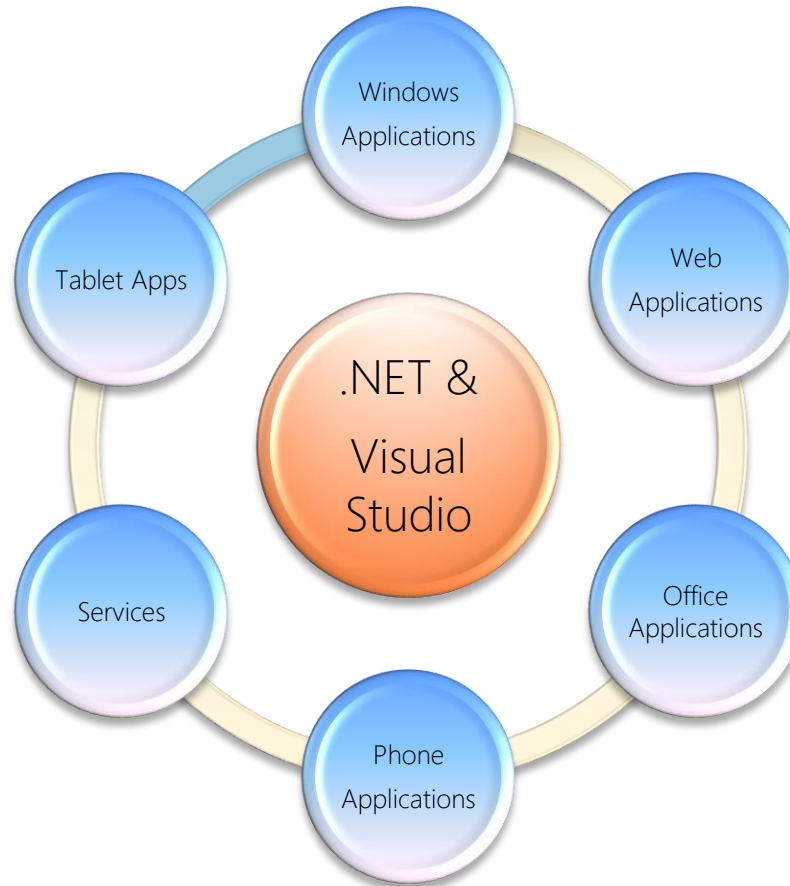 Windows
Applications
Web
Applications
Office
Applications
Phone
Applications
Services
Tablet Apps
.NET &
Visual
Studio